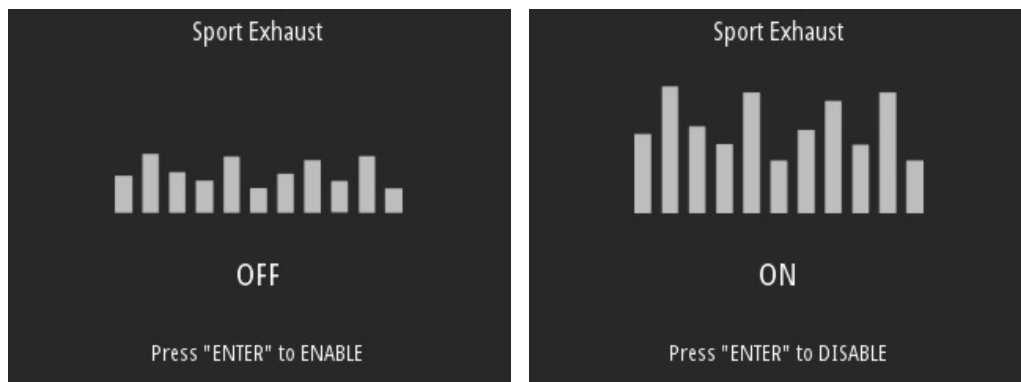 Sport Exhaust
OFF
Press "ENTER" to ENABLE
Sport Exhaust
ON
Press "ENTER" to DISABLE